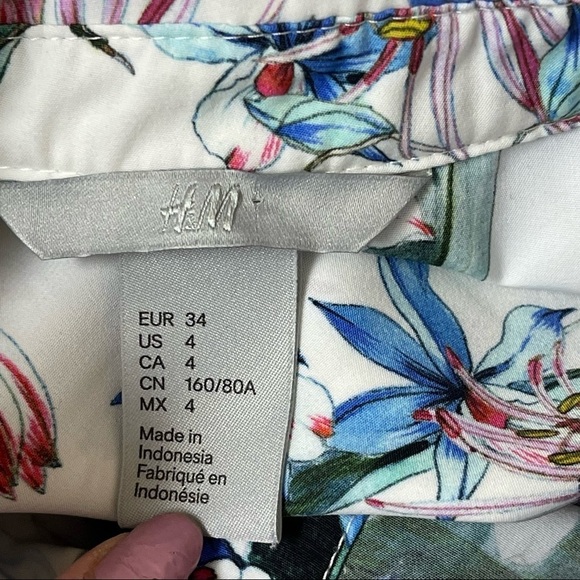 H&M
EUR 34
US 4
CA 4
CN 160/80A
MX 4
Made in
Indonesia
Fabriqué en
Indonésie